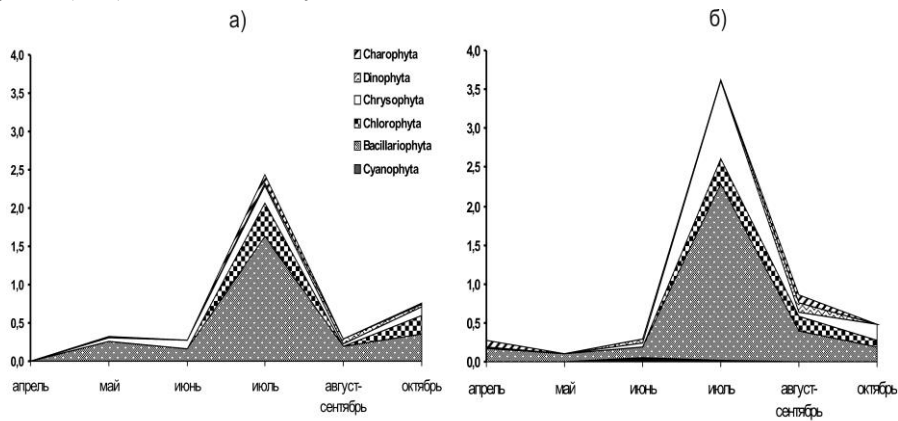 а)
4,0
3,5
3,0
2,5
2,0
1,5
1,0
0,5
0,0
Charophyta
Dinophyta
Chrysophyta
Chlorophyta
Bacillariophyta
Cyanophyta
апрель май июнь июль август-сентябрь октябрь
б)
4,0
3,5
3,0
2,5
2,0
1,5
1,0
0,5
0,0
апрель май июнь июль август-сентябрь октябрь